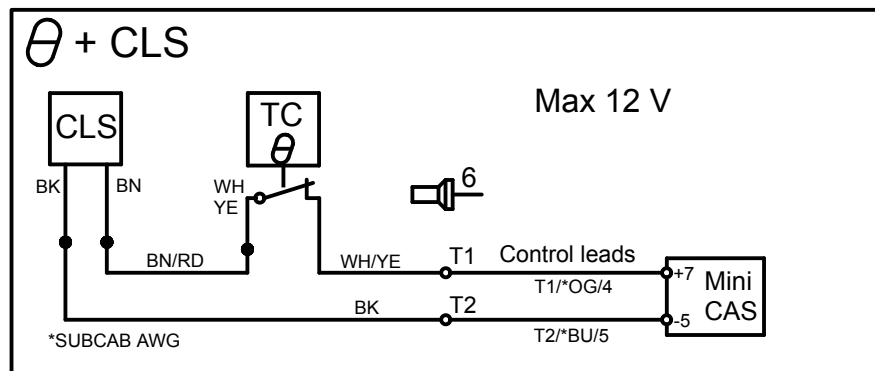 θ + CLS
Max 12 V
CLS
TC
θ
BK
BN
WH
YE
6
BN/RD
WH/YE
T1
Control leads
T1/*OG/4
+7
Mini
CAS
BK
T2
T2/*BU/5
-5
*SUBCAB AWG